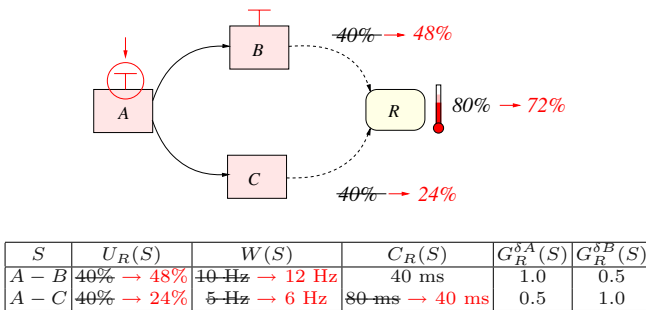 B
40% → 48%
A
R
80% → 72%
C
40% → 24%
S U_R(S) W(S) C_R(S) G_R^{δA}(S) G_R^{δB}(S)
A − B 40% → 48% 10 Hz → 12 Hz 40 ms 1.0 0.5
A − C 40% → 24% 5 Hz → 6 Hz 80 ms → 40 ms 0.5 1.0